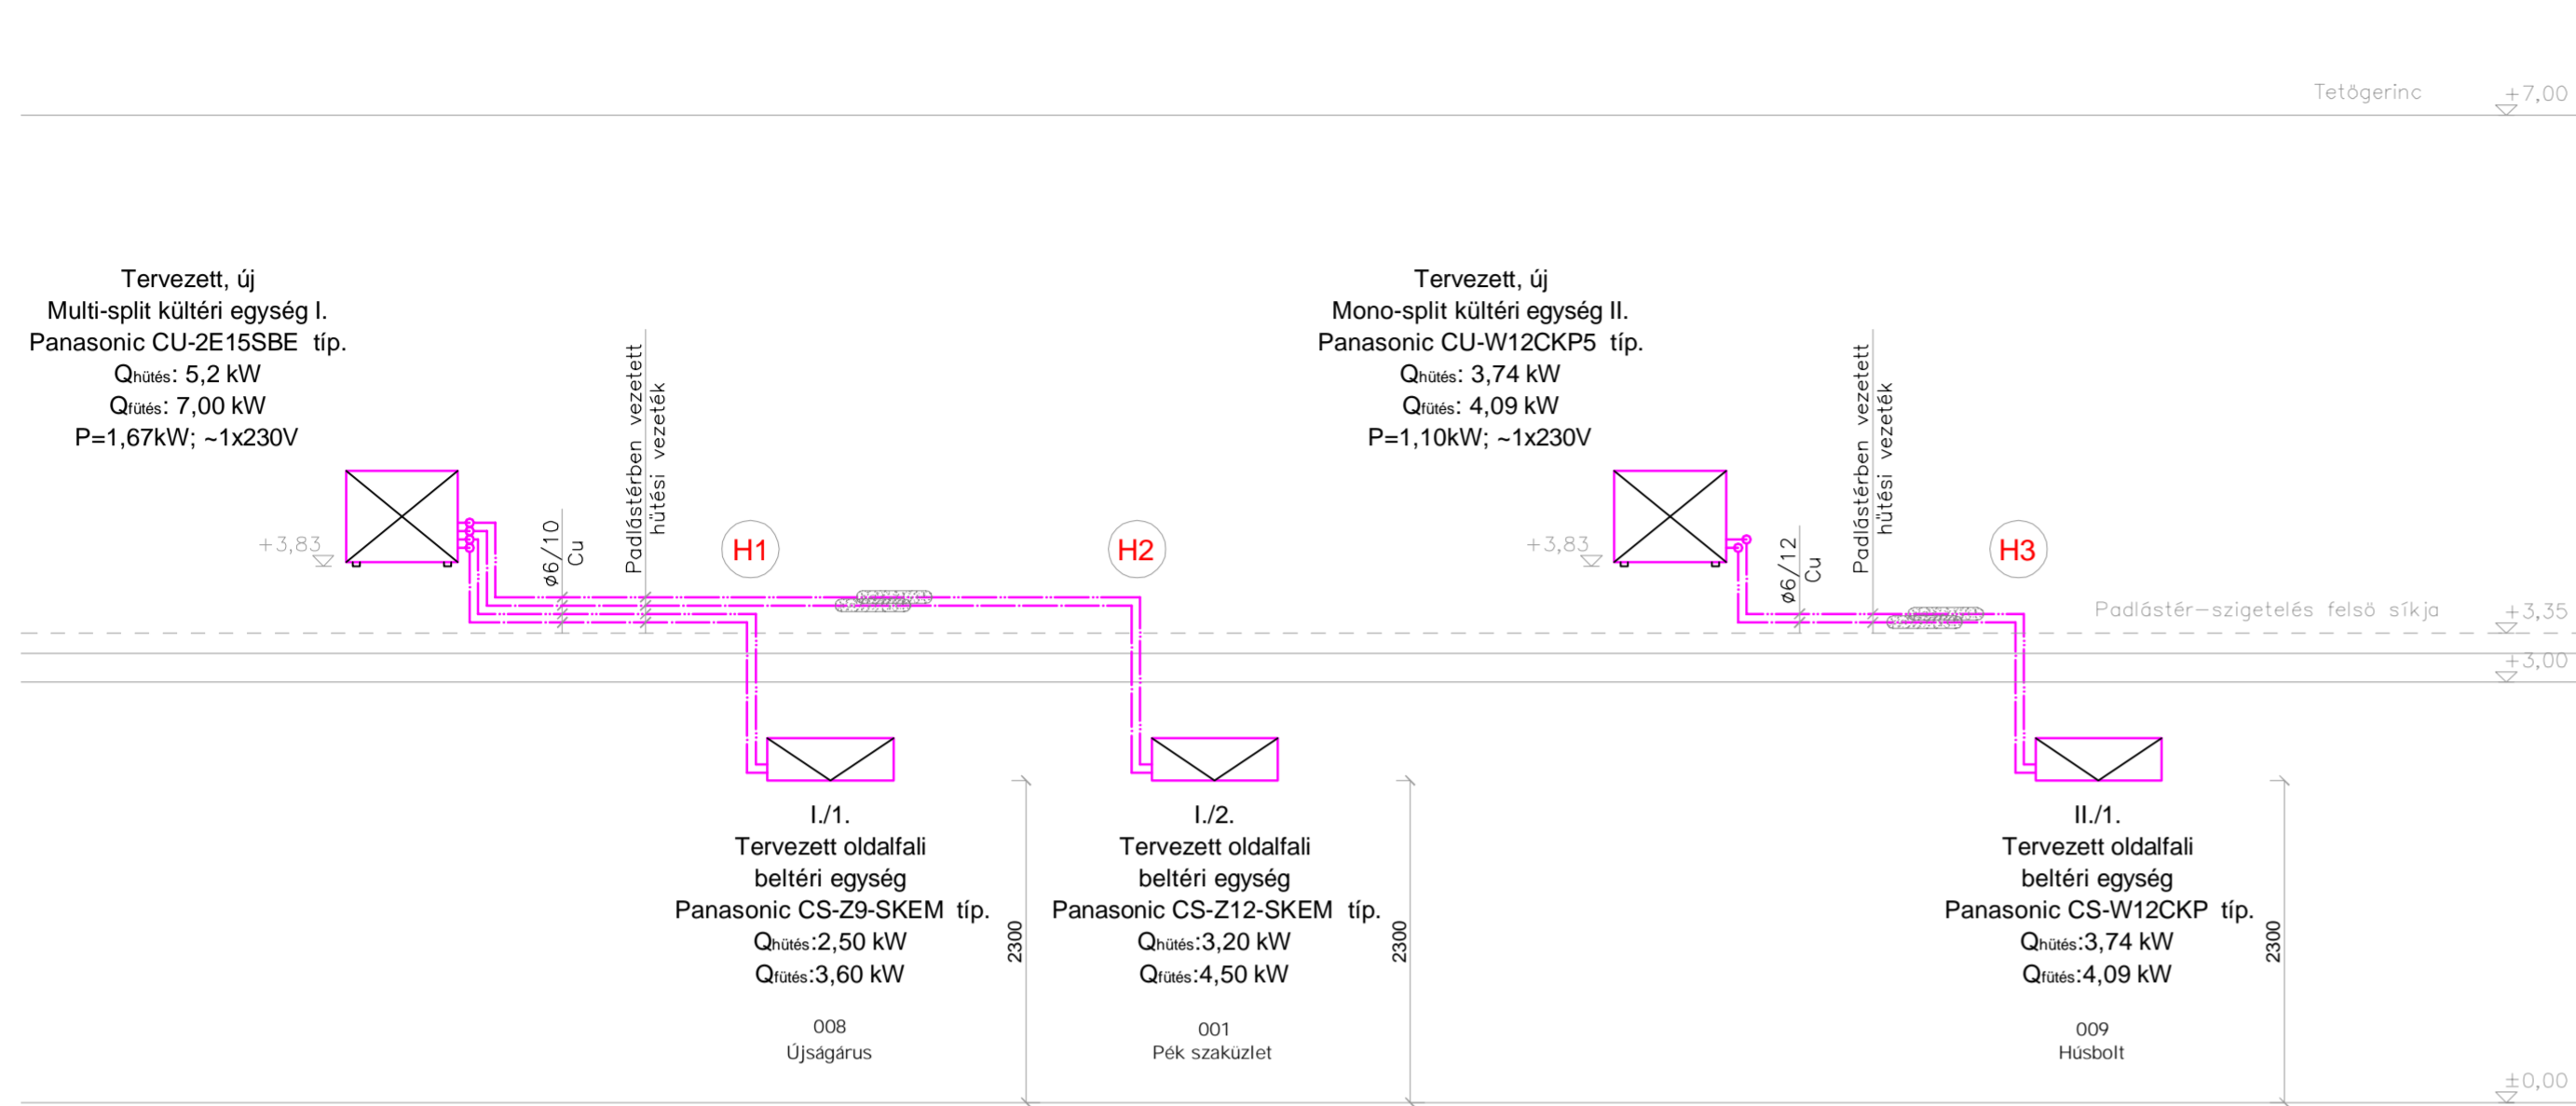 Tetőgerinc
+7,00
Tervezett, új
Multi-split kültéri egység I.
Panasonic CU-2E15SBE típ.
Qhűtés: 5,2 kW
Qfűtés: 7,00 kW
P=1,67kW; ~1x230V
+3,83
ø6/10
Cu
Padlástérben vezetett
hűtési vezeték
H1
H2
Tervezett, új
Mono-split kültéri egység II.
Panasonic CU-W12CKP5 típ.
Qhűtés: 3,74 kW
Qfűtés: 4,09 kW
P=1,10kW; ~1x230V
+3,83
ø6/12
Cu
Padlástérben vezetett
hűtési vezeték
H3
Padlástér-szigetelés felső síkja
+3,35
+3,00
I./1.
Tervezett oldalfali
beltéri egység
Panasonic CS-Z9-SKEM típ.
Qhűtés:2,50 kW
Qfűtés:3,60 kW
008
Újságárus
2300
I./2.
Tervezett oldalfali
beltéri egység
Panasonic CS-Z12-SKEM típ.
Qhűtés:3,20 kW
Qfűtés:4,50 kW
001
Pék szaküzlet
2300
II./1.
Tervezett oldalfali
beltéri egység
Panasonic CS-W12CKP típ.
Qhűtés:3,74 kW
Qfűtés:4,09 kW
009
Húsbolt
2300
±0,00